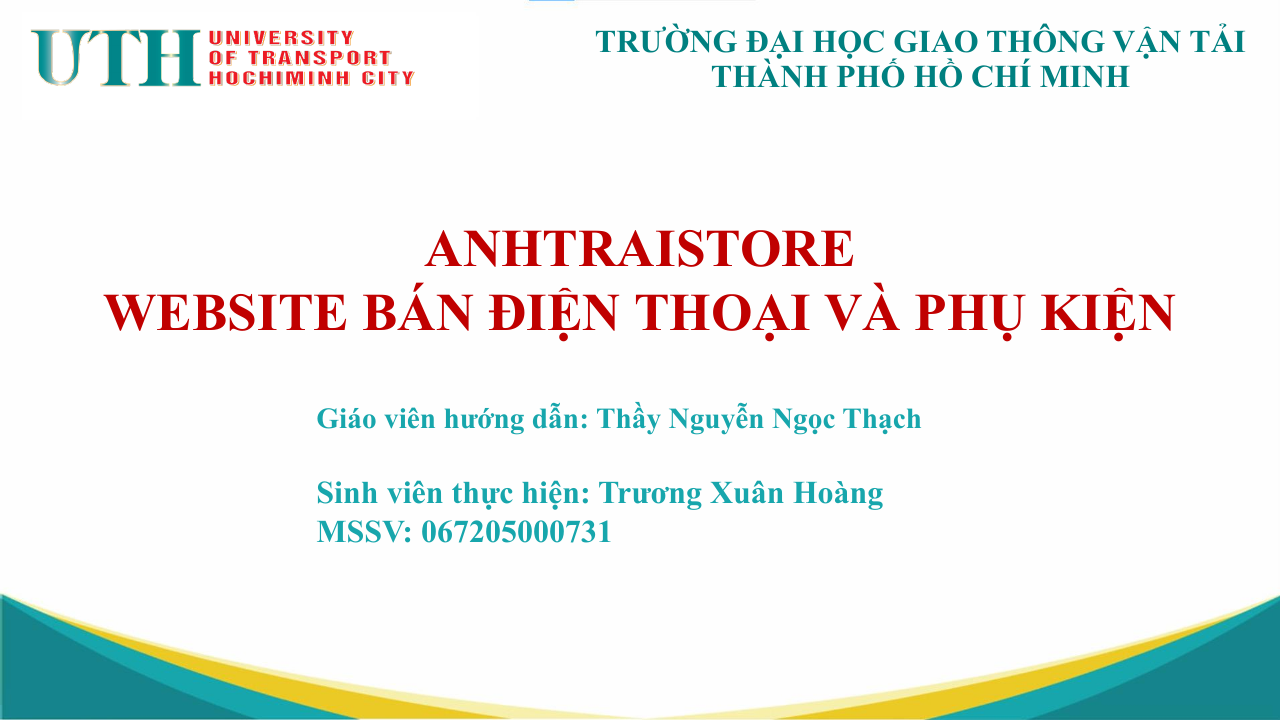 UTH
UNIVERSITY
OF TRANSPORT
HOCHIMINH CITY
TRƯỜNG ĐẠI HỌC GIAO THÔNG VẬN TẢI
THÀNH PHỐ HỒ CHÍ MINH
ANHTRAISTORE
WEBSITE BÁN ĐIỆN THOẠI VÀ PHỤ KIỆN
Giáo viên hướng dẫn: Thầy Nguyễn Ngọc Thạch
Sinh viên thực hiện: Trương Xuân Hoàng
MSSV: 067205000731